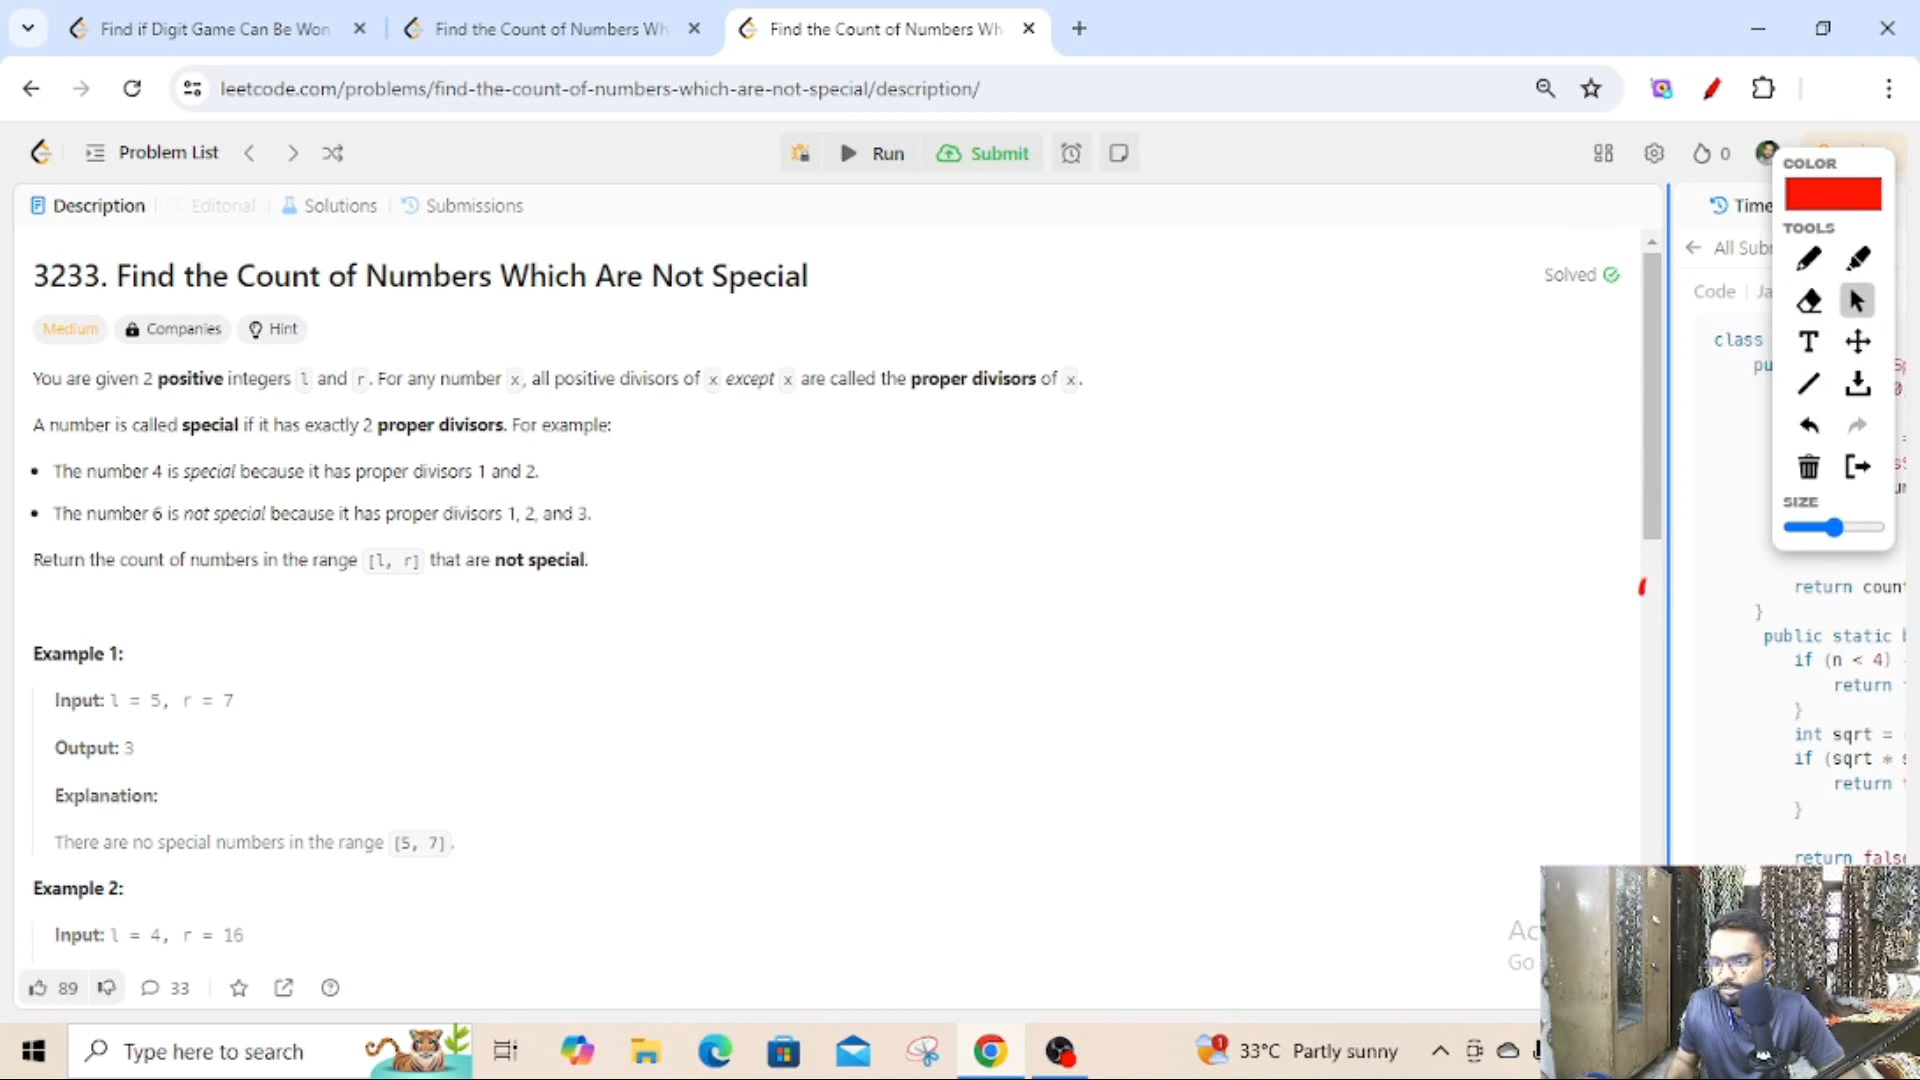 Find if Digit Game Can Be Won
Find the Count of Numbers Wh
Find the Count of Numbers Wh
leetcode.com/problems/find-the-count-of-numbers-which-are-not-special/description/
Problem List
Run
Submit
0
Description
Editorial
Solutions
Submissions
3233. Find the Count of Numbers Which Are Not Special
Solved
Medium
Companies
Hint
You are given 2 positive integers l and r. For any number x, all positive divisors of x except x are called the proper divisors of x.
A number is called special if it has exactly 2 proper divisors. For example:
• The number 4 is special because it has proper divisors 1 and 2.
• The number 6 is not special because it has proper divisors 1, 2, and 3.
Return the count of numbers in the range [l, r] that are not special.
Example 1:
Input: l = 5, r = 7
Output: 3
Explanation:
There are no special numbers in the range [5, 7].
Example 2:
Input: l = 4, r = 16
89
33
Time
All Sub
Code
Ja
class
pu
return coun
}
public static
if (n < 4)
return
}
int sqrt =
if (sqrt *
return
}
return fals
COLOR
TOOLS
SIZE
Ac
Go
Type here to search
33°C Partly sunny